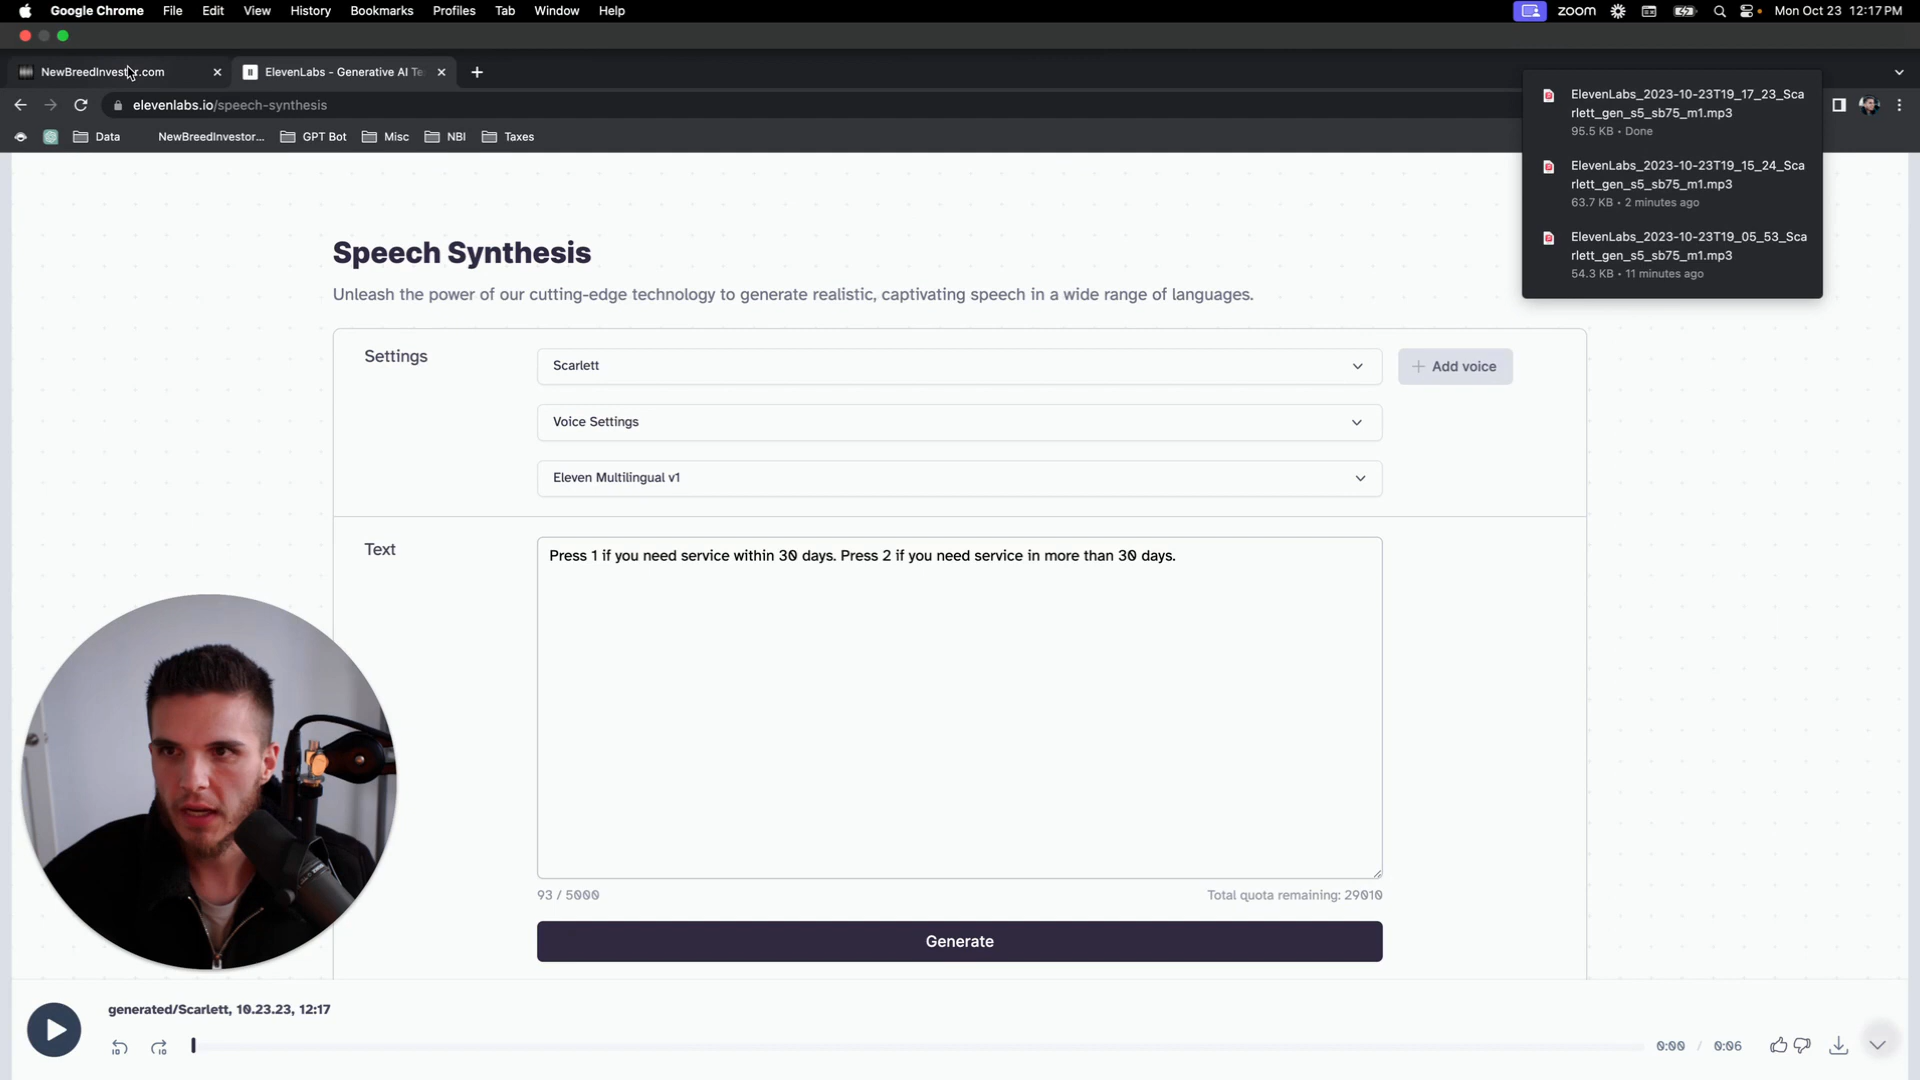 Google Chrome File Edit View History Bookmarks Profiles Tab Window Help
zoom Mon Oct 23 12:17 PM
NewBreedInvestor.com
ElevenLabs - Generative AI Te
elevenlabs.io/speech-synthesis
Data NewBreedInvestor... GPT Bot Misc NBI Taxes
ElevenLabs_2023-10-23T19_17_23_Sca
rlett_gen_s5_sb75_m1.mp3
95.5 KB • Done
ElevenLabs_2023-10-23T19_15_24_Sca
rlett_gen_s5_sb75_m1.mp3
63.7 KB • 2 minutes ago
ElevenLabs_2023-10-23T19_05_53_Sca
rlett_gen_s5_sb75_m1.mp3
54.3 KB • 11 minutes ago
Speech Synthesis
Unleash the power of our cutting-edge technology to generate realistic, captivating speech in a wide range of languages.
Settings
Scarlett
+ Add voice
Voice Settings
Eleven Multilingual v1
Text
Press 1 if you need service within 30 days. Press 2 if you need service in more than 30 days.
93 / 5000
Total quota remaining: 29010
Generate
generated/Scarlett, 10.23.23, 12:17
10 10
0:00 / 0:06